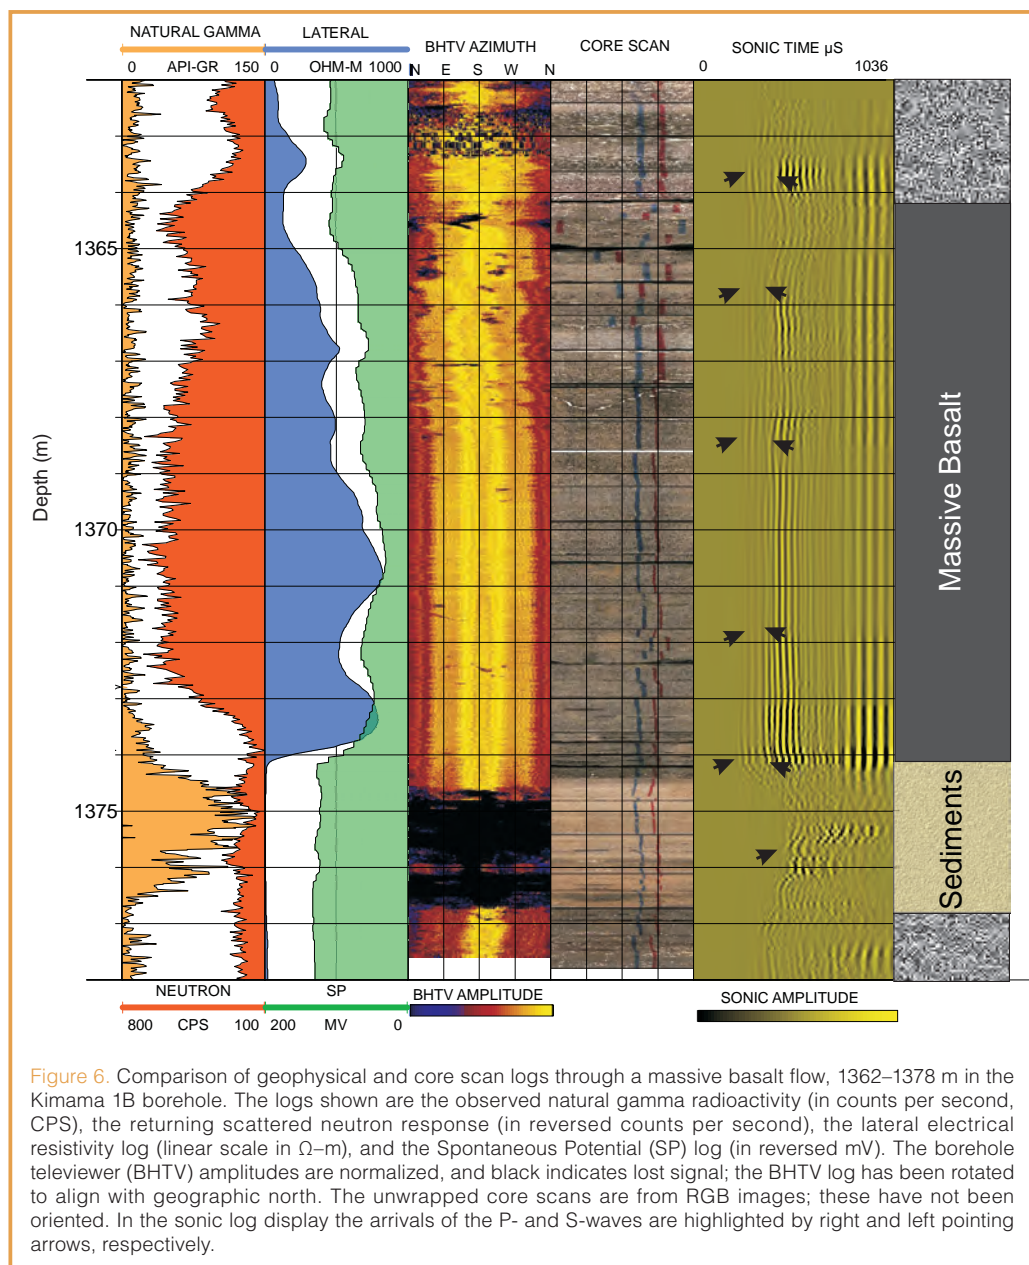 NATURAL GAMMA LATERAL BHTV AZIMUTH CORE SCAN SONIC TIME µS
0 API-GR 150 0 OHM-M 1000 N E S W N 0 1036
1365
Depth (m)
1370
1375
Massive Basalt
Sediments
NEUTRON SP BHTV AMPLITUDE SONIC AMPLITUDE
800 CPS 100 200 MV 0
Figure 6. Comparison of geophysical and core scan logs through a massive basalt flow, 1362–1378 m in the
Kimama 1B borehole. The logs shown are the observed natural gamma radioactivity (in counts per second,
CPS), the returning scattered neutron response (in reversed counts per second), the lateral electrical
resistivity log (linear scale in Ω–m), and the Spontaneous Potential (SP) log (in reversed mV). The borehole
televiewer (BHTV) amplitudes are normalized, and black indicates lost signal; the BHTV log has been rotated
to align with geographic north. The unwrapped core scans are from RGB images; these have not been
oriented. In the sonic log display the arrivals of the P- and S-waves are highlighted by right and left pointing
arrows, respectively.